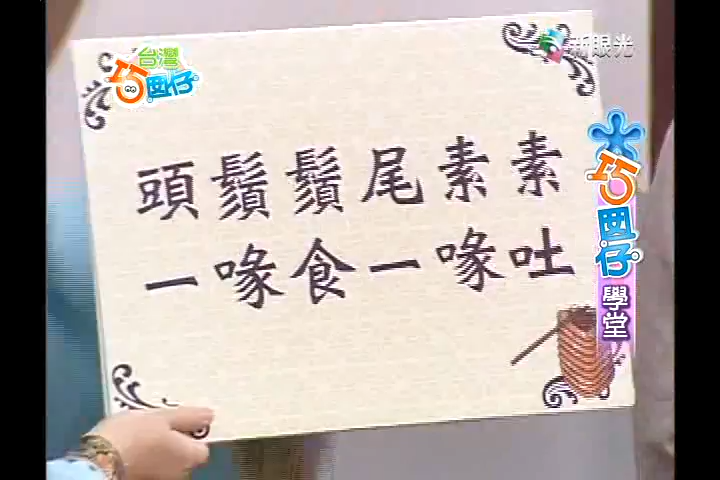 台灣
巧囡仔
新眼光
頭鬚鬚尾素素
一喙食一喙吐
巧囡仔
學堂